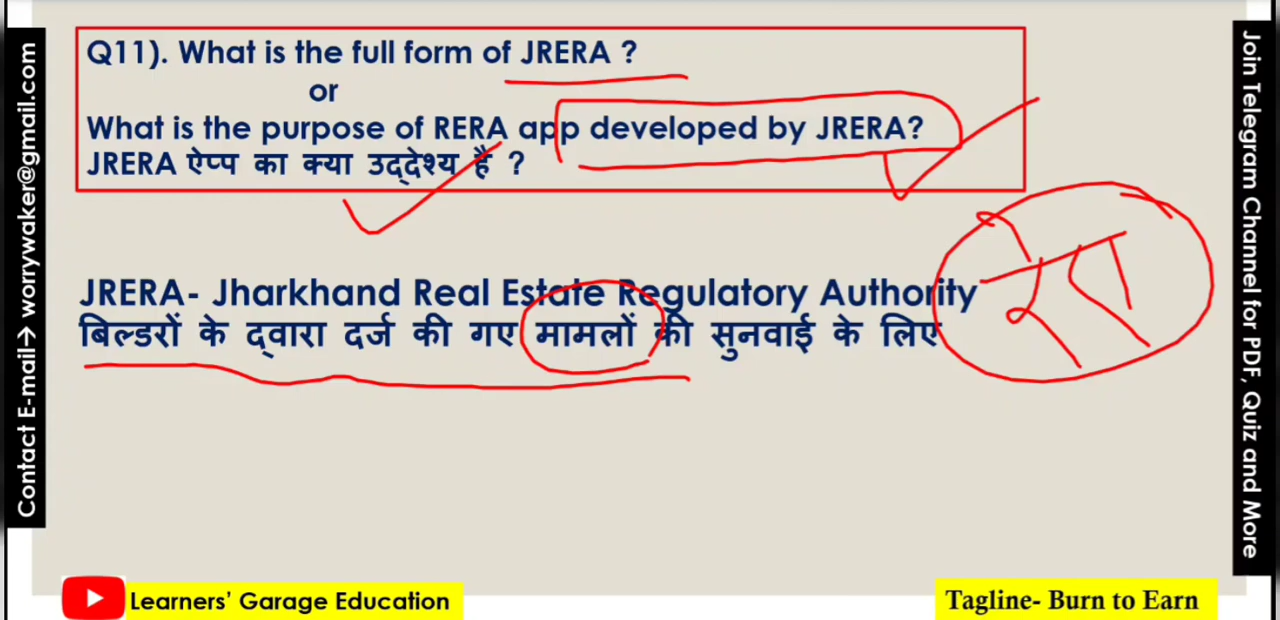 Q11). What is the full form of JRERA ?
or
What is the purpose of RERA app developed by JRERA?
JRERA ऐप्प का क्या उद्देश्य है ?
JRERA- Jharkhand Real Estate Regulatory Authority
बिल्डरों के द्वारा दर्ज की गए मामलों की सुनवाई के लिए
Contact E-mail→ worrywaker@gmail.com
Join Telegram Channel for PDF, Quiz and More
Learners’ Garage Education
Tagline- Burn to Earn